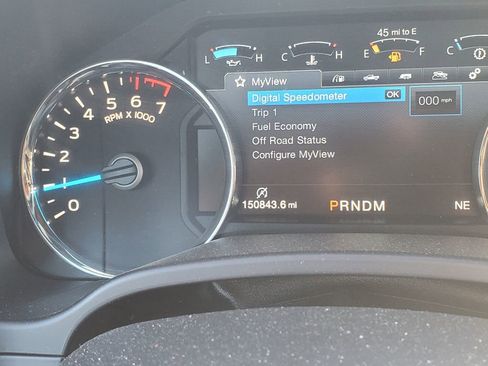 45 mi to E
L H C H E F C
MyView
Digital Speedometer OK
000 mph
Trip 1
Fuel Economy
Off Road Status
Configure MyView
7
6
5
4
3
2
1
0
RPM X 1000
150843.6 mi PRNDM NE